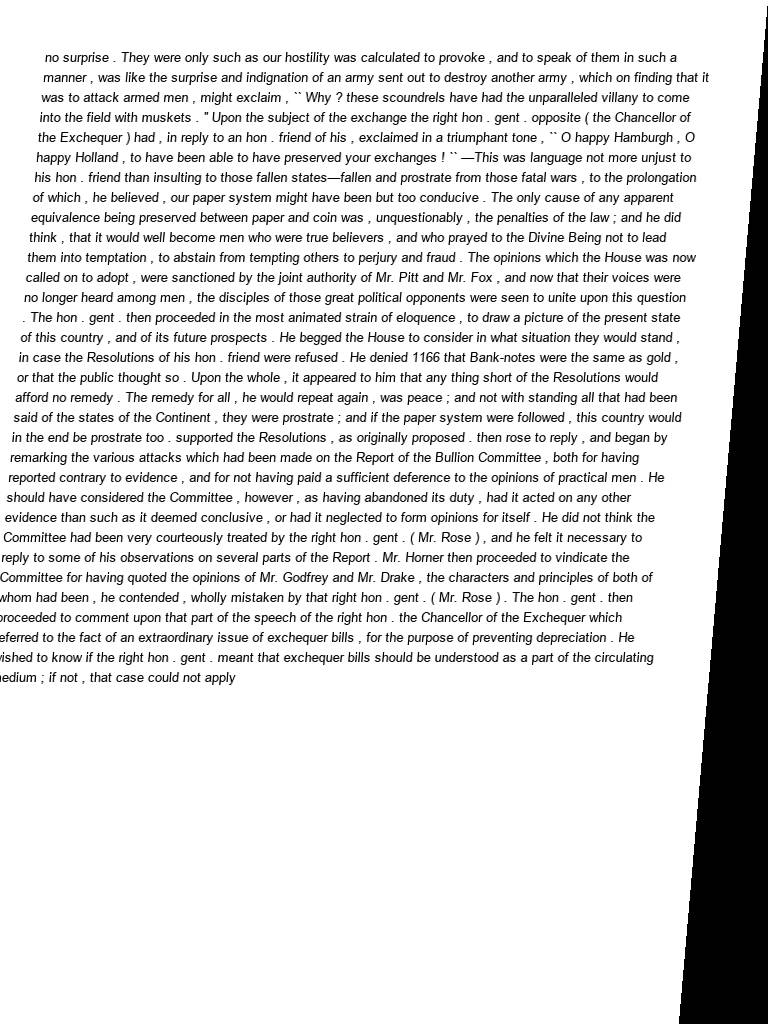 no surprise . They were only such as our hostility was calculated to provoke , and to speak of them in such a
manner , was like the surprise and indignation of an army sent out to destroy another army , which on finding that it
was to attack armed men , might exclaim , `` Why ? these scoundrels have had the unparalleled villany to come
into the field with muskets . " Upon the subject of the exchange the right hon . gent . opposite ( the Chancellor of
the Exchequer ) had , in reply to an hon . friend of his , exclaimed in a triumphant tone , `` O happy Hamburgh , O
happy Holland , to have been able to have preserved your exchanges ! `` —This was language not more unjust to
his hon . friend than insulting to those fallen states—fallen and prostrate from those fatal wars , to the prolongation
of which , he believed , our paper system might have been but too conducive . The only cause of any apparent
equivalence being preserved between paper and coin was , unquestionably , the penalties of the law ; and he did
think , that it would well become men who were true believers , and who prayed to the Divine Being not to lead
them into temptation , to abstain from tempting others to perjury and fraud . The opinions which the House was now
called on to adopt , were sanctioned by the joint authority of Mr. Pitt and Mr. Fox , and now that their voices were
no longer heard among men , the disciples of those great political opponents were seen to unite upon this question
. The hon . gent . then proceeded in the most animated strain of eloquence , to draw a picture of the present state
of this country , and of its future prospects . He begged the House to consider in what situation they would stand ,
in case the Resolutions of his hon . friend were refused . He denied 1166 that Bank-notes were the same as gold ,
or that the public thought so . Upon the whole , it appeared to him that any thing short of the Resolutions would
afford no remedy . The remedy for all , he would repeat again , was peace ; and not with standing all that had been
said of the states of the Continent , they were prostrate ; and if the paper system were followed , this country would
in the end be prostrate too . supported the Resolutions , as originally proposed . then rose to reply , and began by
remarking the various attacks which had been made on the Report of the Bullion Committee , both for having
reported contrary to evidence , and for not having paid a sufficient deference to the opinions of practical men . He
should have considered the Committee , however , as having abandoned its duty , had it acted on any other
evidence than such as it deemed conclusive , or had it neglected to form opinions for itself . He did not think the
Committee had been very courteously treated by the right hon . gent . ( Mr. Rose ) , and he felt it necessary to
reply to some of his observations on several parts of the Report . Mr. Horner then proceeded to vindicate the
Committee for having quoted the opinions of Mr. Godfrey and Mr. Drake , the characters and principles of both of
whom had been , he contended , wholly mistaken by that right hon . gent . ( Mr. Rose ) . The hon . gent . then
proceeded to comment upon that part of the speech of the right hon . the Chancellor of the Exchequer which
eferred to the fact of an extraordinary issue of exchequer bills , for the purpose of preventing depreciation . He
ished to know if the right hon . gent . meant that exchequer bills should be understood as a part of the circulating
edium ; if not , that case could not apply